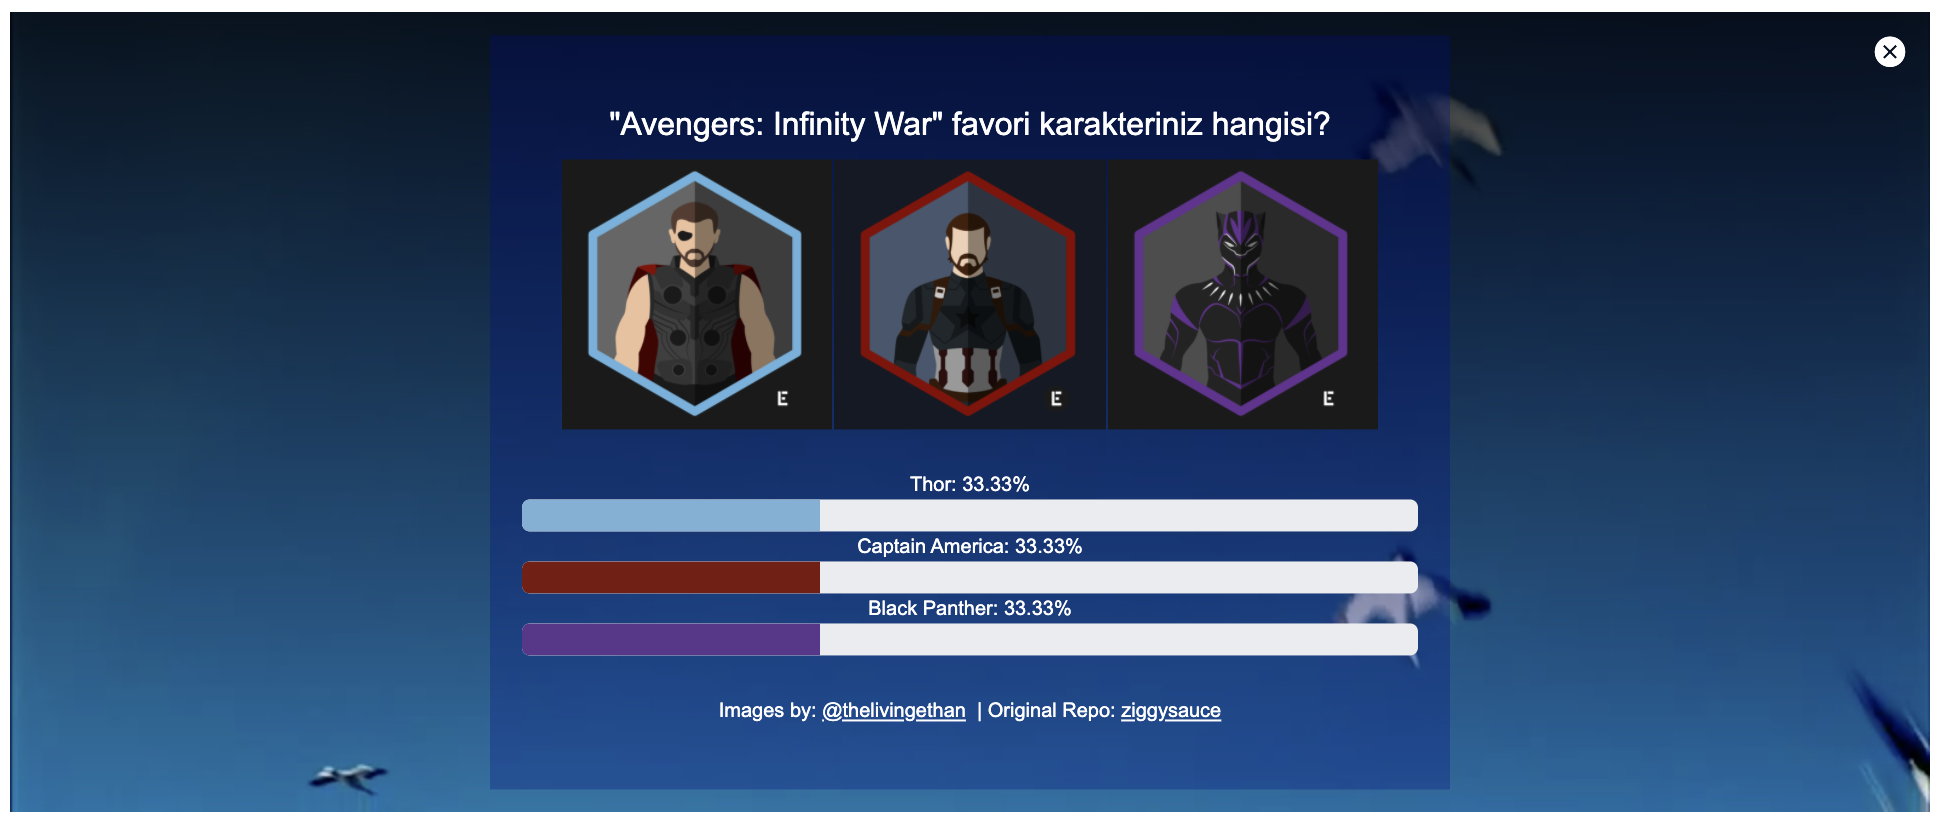 "Avengers: Infinity War" favori karakteriniz hangisi?
E E E
Thor: 33.33%
Captain America: 33.33%
Black Panther: 33.33%
Images by: @thelivingethan | Original Repo: ziggysauce